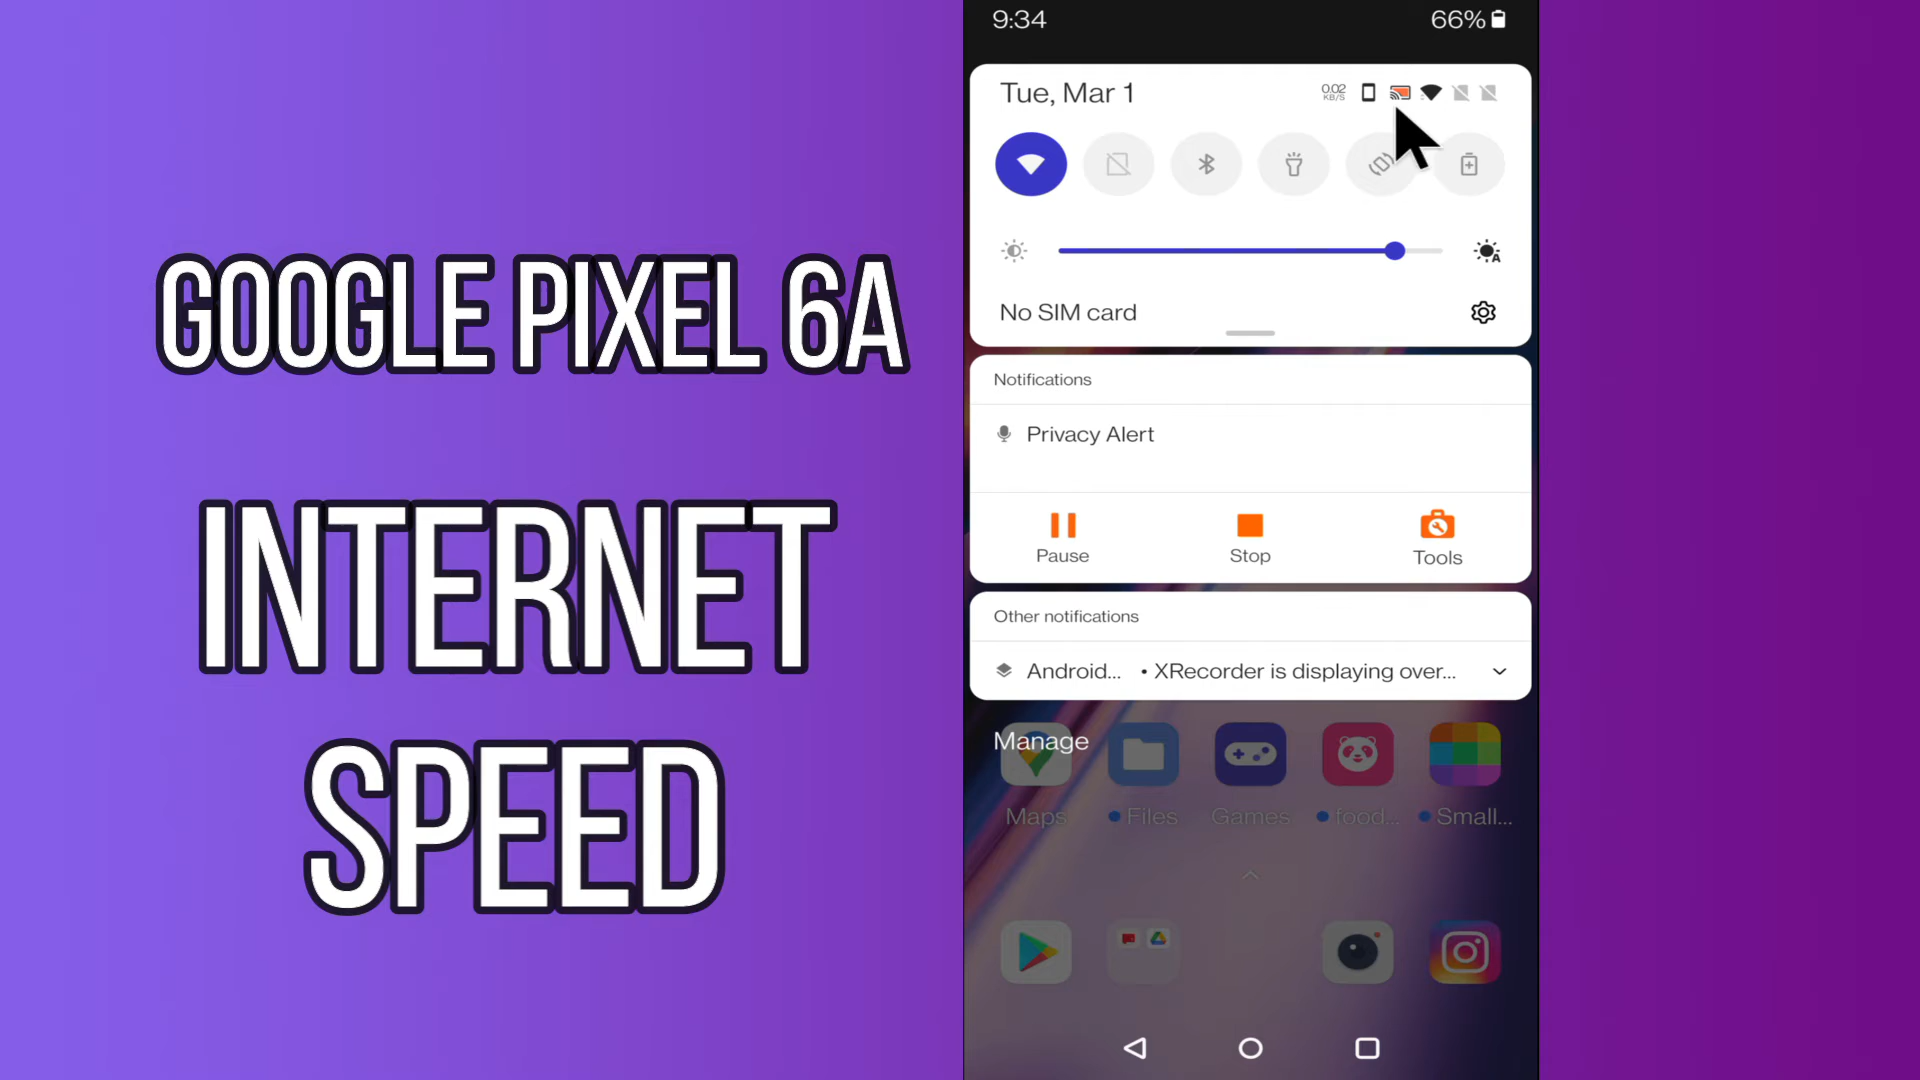 GOOGLE PIXEL 6A
INTERNET
SPEED
9:34
66%
Tue, Mar 1
0.02
KB/S
A
No SIM card
Notifications
Privacy Alert
Pause
Stop
Tools
Other notifications
Android... • XRecorder is displaying over...
Manage
Maps
Files
Games
food...
Small...